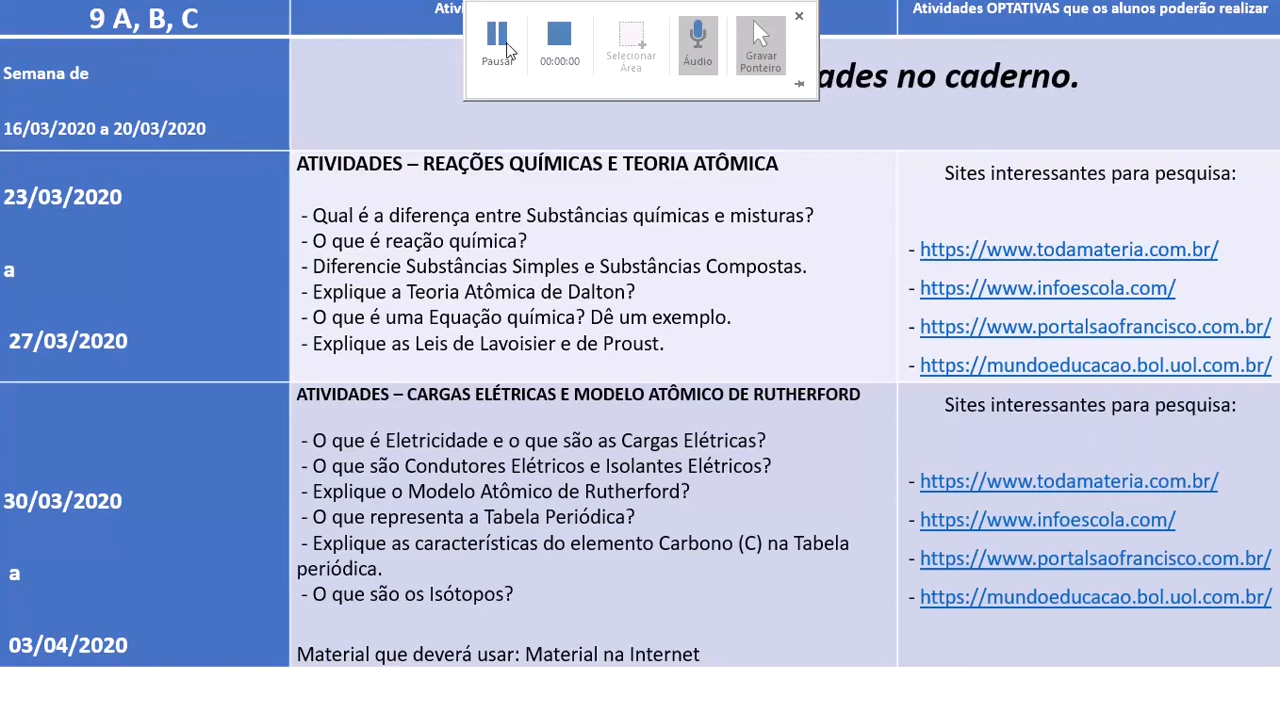 9 A, B, C
Ativi
Atividades OPTATIVAS que os alunos poderão realizar
Pausar
00:00:00
Selecionar
Área
Áudio
Gravar
Ponteiro
Semana de
16/03/2020 a 20/03/2020
ades no caderno.
23/03/2020
a
27/03/2020
ATIVIDADES – REAÇÕES QUÍMICAS E TEORIA ATÔMICA
- Qual é a diferença entre Substâncias químicas e misturas?
- O que é reação química?
- Diferencie Substâncias Simples e Substâncias Compostas.
- Explique a Teoria Atômica de Dalton?
- O que é uma Equação química? Dê um exemplo.
- Explique as Leis de Lavoisier e de Proust.
Sites interessantes para pesquisa:
- https://www.todamateria.com.br/
- https://www.infoescola.com/
- https://www.portalsaofrancisco.com.br/
- https://mundoeducacao.bol.uol.com.br/
30/03/2020
a
03/04/2020
ATIVIDADES – CARGAS ELÉTRICAS E MODELO ATÔMICO DE RUTHERFORD
- O que é Eletricidade e o que são as Cargas Elétricas?
- O que são Condutores Elétricos e Isolantes Elétricos?
- Explique o Modelo Atômico de Rutherford?
- O que representa a Tabela Periódica?
- Explique as características do elemento Carbono (C) na Tabela
periódica.
- O que são os Isótopos?
Material que deverá usar: Material na Internet
Sites interessantes para pesquisa:
- https://www.todamateria.com.br/
- https://www.infoescola.com/
- https://www.portalsaofrancisco.com.br/
- https://mundoeducacao.bol.uol.com.br/